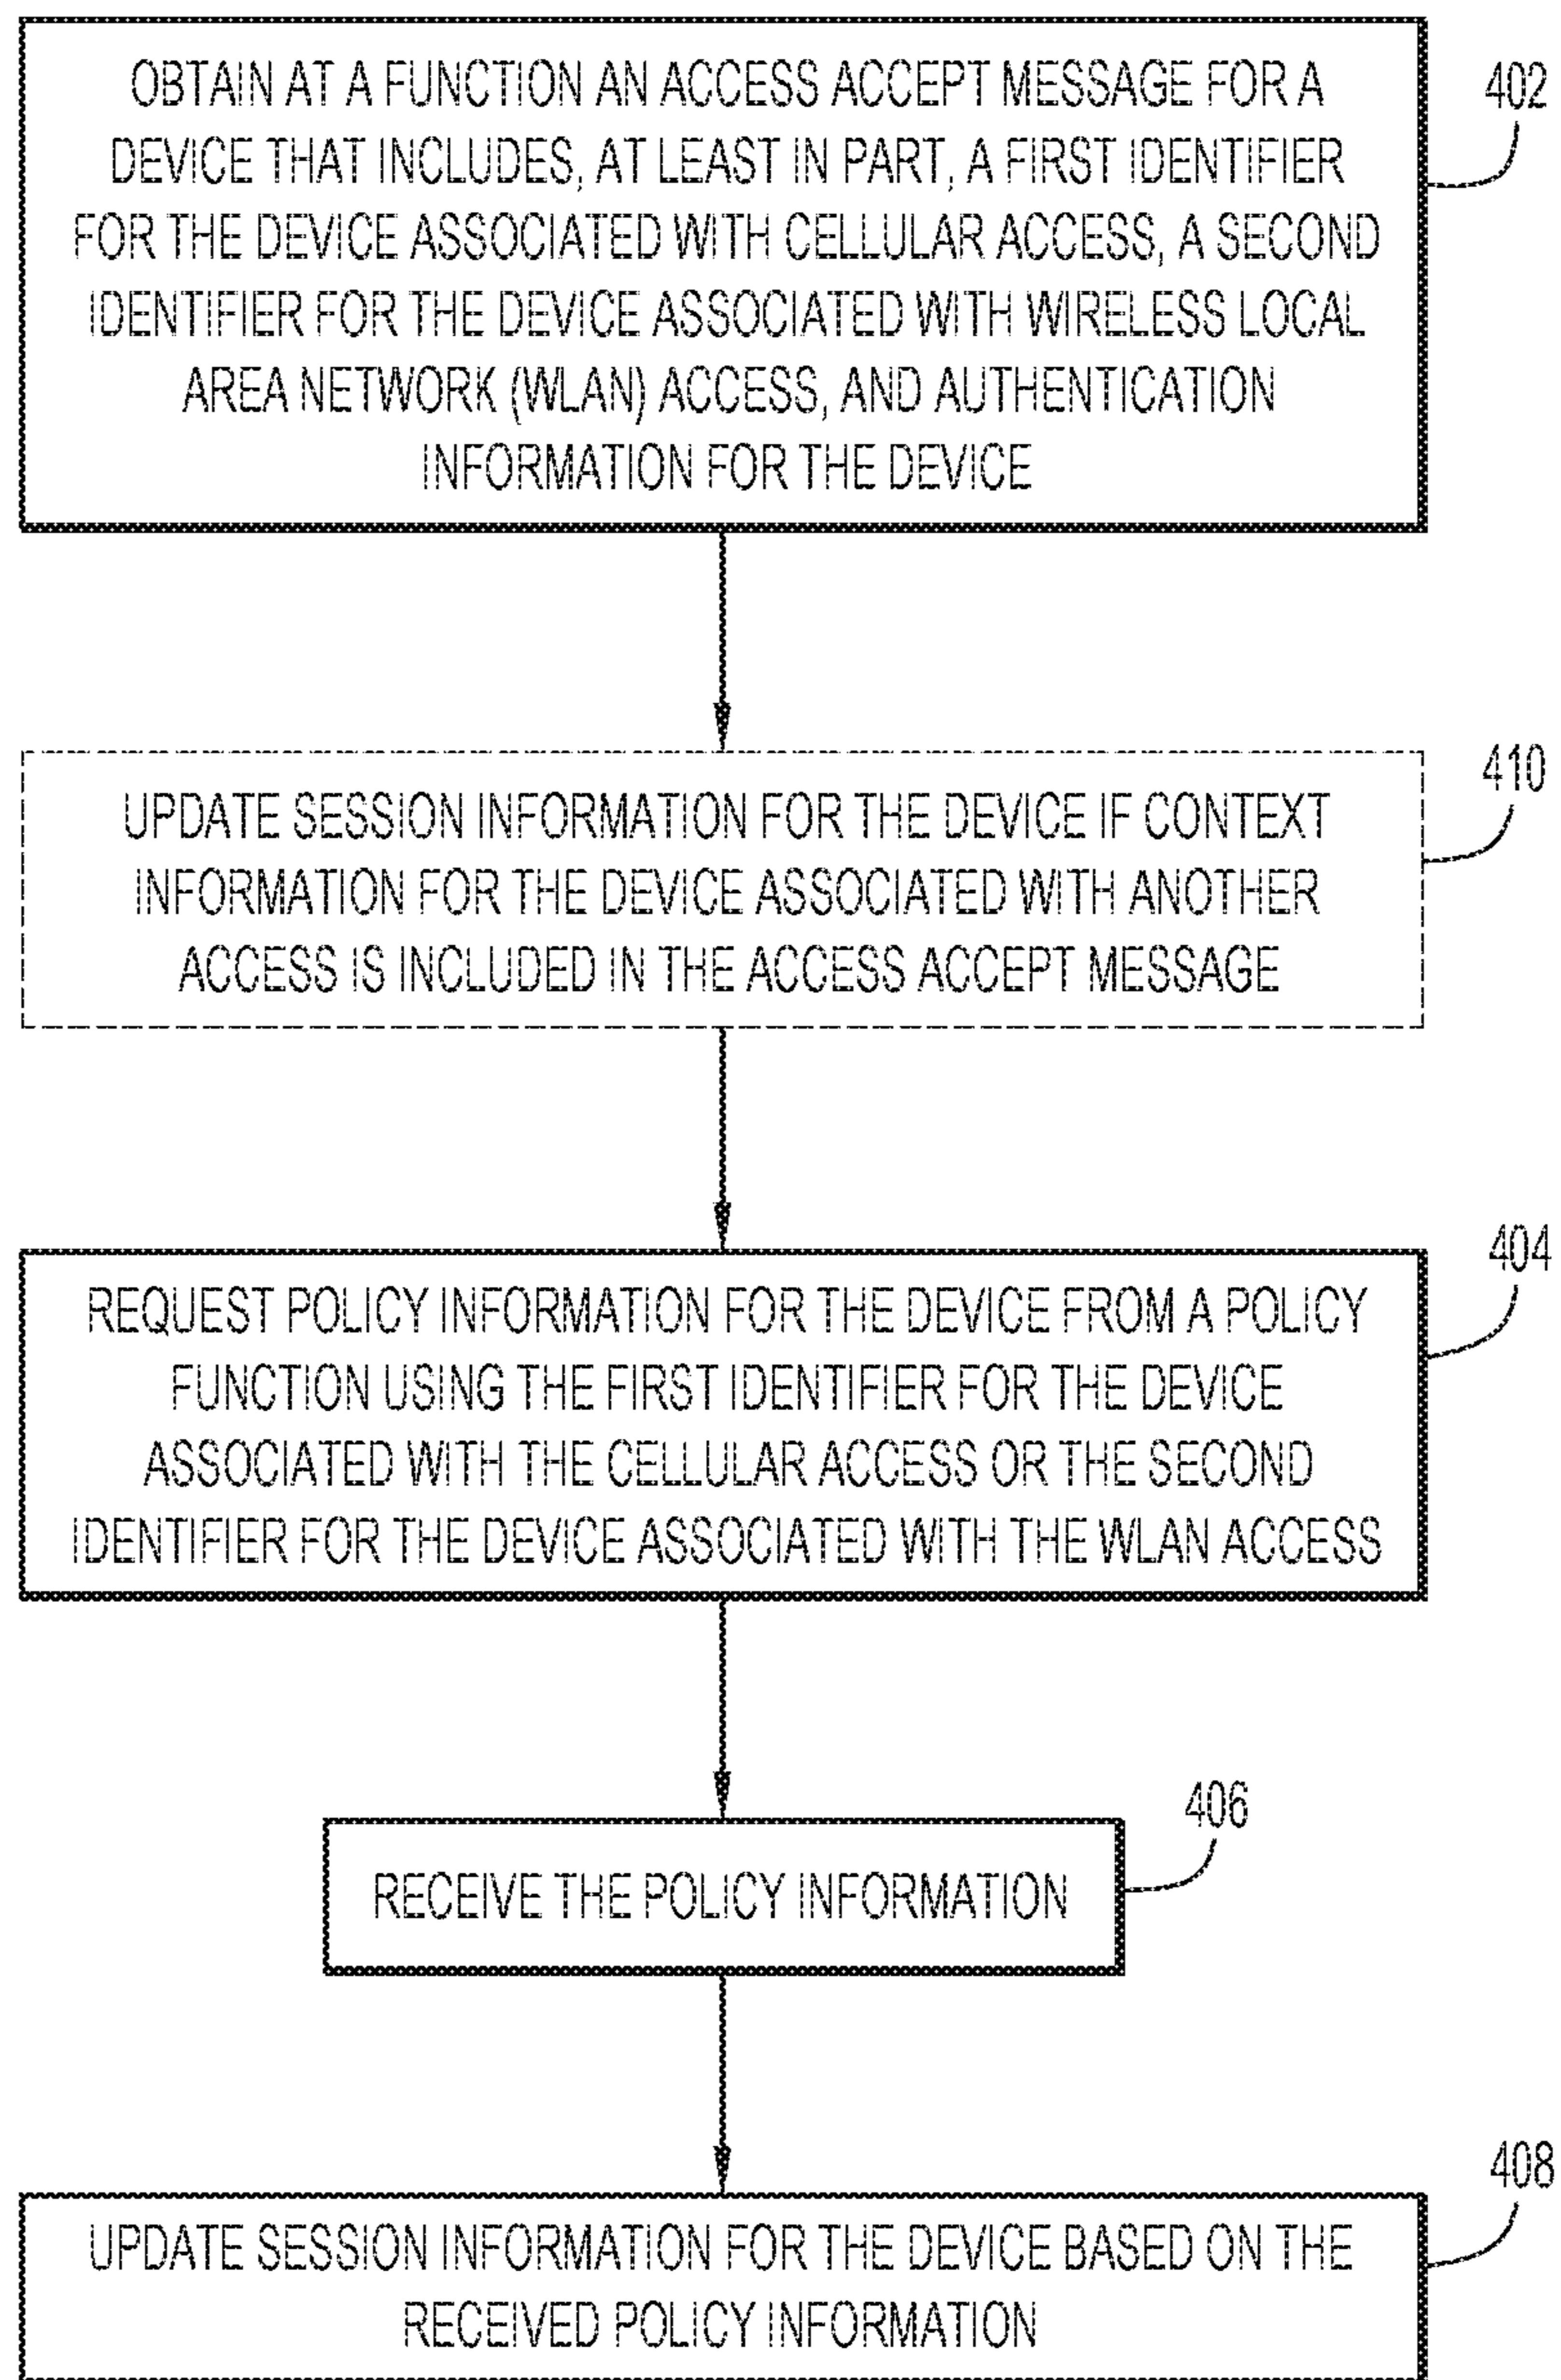 OBTAIN AT A FUNCTION AN ACCESS ACCEPT MESSAGE FOR A
DEVICE THAT INCLUDES, AT LEAST IN PART, A FIRST IDENTIFIER
FOR THE DEVICE ASSOCIATED WITH CELLULAR ACCESS, A SECOND
IDENTIFIER FOR THE DEVICE ASSOCIATED WITH WIRELESS LOCAL
AREA NETWORK (WLAN) ACCESS, AND AUTHENTICATION
INFORMATION FOR THE DEVICE
402
UPDATE SESSION INFORMATION FOR THE DEVICE IF CONTEXT
INFORMATION FOR THE DEVICE ASSOCIATED WITH ANOTHER
ACCESS IS INCLUDED IN THE ACCESS ACCEPT MESSAGE
410
REQUEST POLICY INFORMATION FOR THE DEVICE FROM A POLICY
FUNCTION USING THE FIRST IDENTIFIER FOR THE DEVICE
ASSOCIATED WITH THE CELLULAR ACCESS OR THE SECOND
IDENTIFIER FOR THE DEVICE ASSOCIATED WITH THE WLAN ACCESS
404
RECEIVE THE POLICY INFORMATION
406
UPDATE SESSION INFORMATION FOR THE DEVICE BASED ON THE
RECEIVED POLICY INFORMATION
408